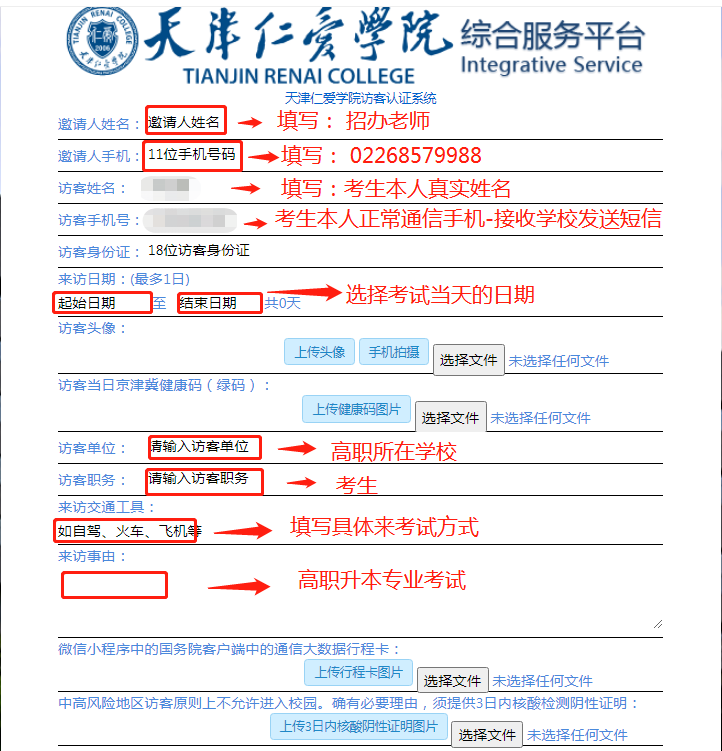 天津仁爱学院 综合服务平台
TIANJIN RENAI COLLEGE Integrative Service
天津仁爱学院访客认证系统
邀请人姓名： 邀请人姓名 填写： 招办老师
邀请人手机： 11位手机号码 填写： 02268579988
访客姓名： 填写：考生本人真实姓名
访客手机号： 考生本人正常通信手机-接收学校发送短信
访客身份证： 18位访客身份证
来访日期：(最多1日)
起始日期 至 结束日期 共0天 选择考试当天的日期
访客头像：
上传头像 手机拍摄 选择文件 未选择任何文件
访客当日京津冀健康码（绿码）：
上传健康码图片 选择文件 未选择任何文件
访客单位： 请输入访客单位 高职所在学校
访客职务： 请输入访客职务 考生
来访交通工具：
如自驾、火车、飞机等 填写具体来考试方式
来访事由：
高职升本专业考试
微信小程序中的国务院客户端中的通信大数据行程卡：
上传行程卡图片 选择文件 未选择任何文件
中高风险地区访客原则上不允许进入校园。确有必要理由，须提供3日内核酸检测阴性证明：
上传3日内核酸阴性证明图片 选择文件 未选择任何文件